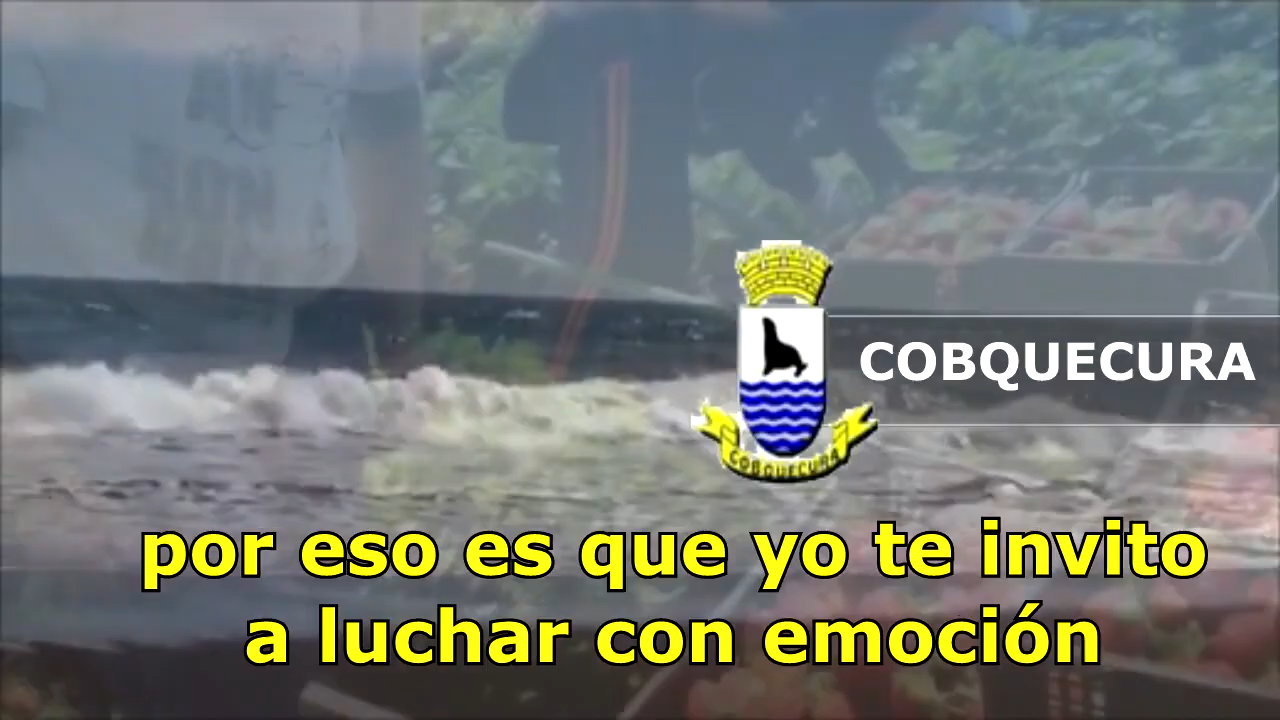 COBQUECURA
COBQUECURA
por eso es que yo te invito
a luchar con emoción